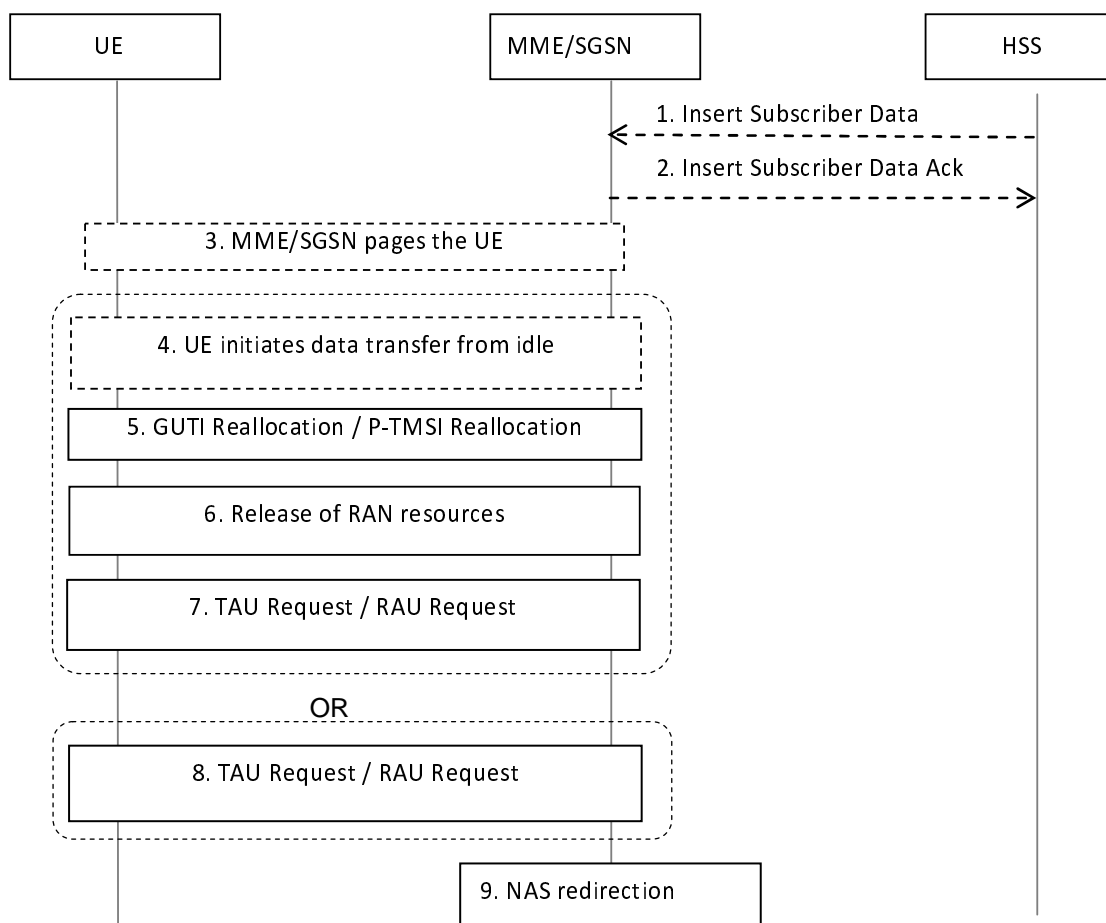 UE
MME/SGSN
HSS
1. Insert Subscriber Data
2. Insert Subscriber Data Ack
3. MME/SGSN pages the UE
4. UE initiates data transfer from idle
5. GUTI Reallocation / P-TMSI Reallocation
6. Release of RAN resources
7. TAU Request / RAU Request
OR
8. TAU Request / RAU Request
9. NAS redirection